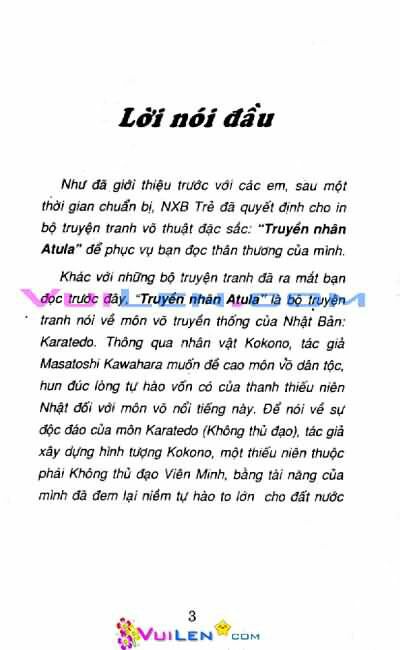 Lời nói đầu
Như đã giới thiệu trước với các em, sau một
thời gian chuẩn bị, NXB Trẻ đã quyết định cho in
bộ truyện tranh võ thuật đặc sắc: "Truyền nhân
Atula" để phục vụ bạn đọc thân thương của mình.
Khác với những bộ truyện tranh đã ra mắt bạn
đọc trước đây, "Truyền nhân Atula" là bộ truyện
tranh nói về môn võ truyền thống của Nhật Bản:
Karatedo. Thông qua nhân vật Kokono, tác giả
Masatoshi Kawahara muốn đề cao môn võ dân tộc,
hun đúc lòng tự hào vốn có của thanh thiếu niên
Nhật đối với môn võ nổi tiếng này. Để nói về sự
độc đáo của môn Karatedo (Không thủ đạo), tác giả
xây dựng hình tượng Kokono, một thiếu niên thuộc
phái Không thủ đạo Viên Minh, bằng tài năng của
mình đã đem lại niềm tự hào to lớn cho đất nước
3
VuiLen.com